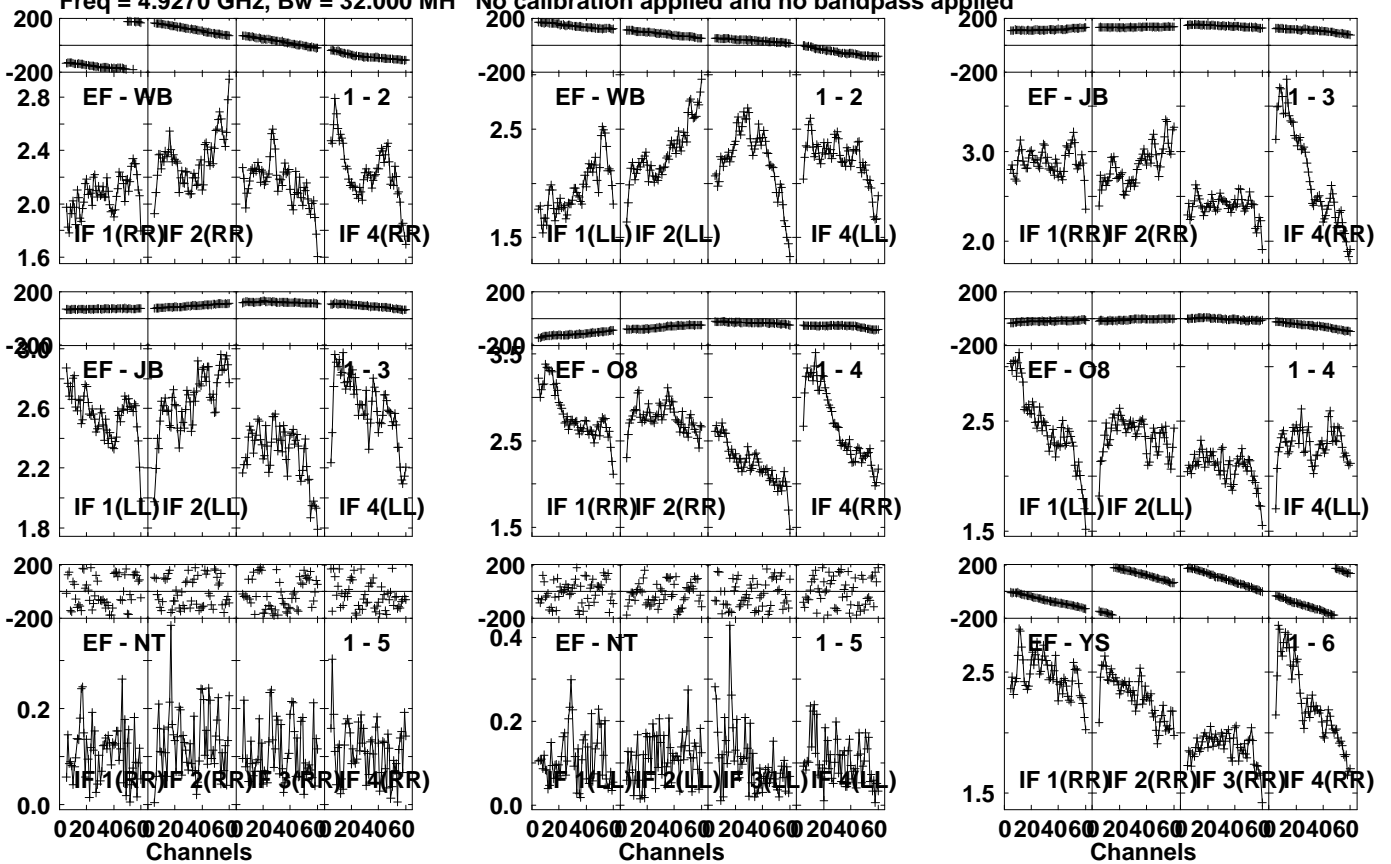 Freq = 4.9270 GHz, Bw = 32.000 MH No calibration applied and no bandpass applied
200
-200
2.8
2.4
2.0
1.6
EF - WB 1 - 2
IF 1(RR) IF 2(RR) IF 4(RR)
200
-200
2.5
1.5
EF - WB 1 - 2
IF 1(LL) IF 2(LL) IF 4(LL)
200
-200
3.0
2.0
EF - JB 1 - 3
IF 1(RR) IF 2(RR) IF 4(RR)
200
-200
3.0
2.6
2.2
1.8
EF - JB 1 - 3
IF 1(LL) IF 2(LL) IF 4(LL)
200
-200
3.5
2.5
1.5
EF - O8 1 - 4
IF 1(RR) IF 2(RR) IF 4(RR)
200
-200
2.5
1.5
EF - O8 1 - 4
IF 1(LL) IF 2(LL) IF 4(LL)
200
-200
0.2
0.0
EF - NT 1 - 5
IF 1(RR) IF 2(RR) IF 3(RR) IF 4(RR)
0 20 40 60 0 20 40 60 0 20 40 60 0 20 40 60
Channels
200
-200
0.4
0.2
0.0
EF - NT 1 - 5
IF 1(LL) IF 2(LL) IF 3(LL) IF 4(LL)
0 20 40 60 0 20 40 60 0 20 40 60 0 20 40 60
Channels
200
-200
2.5
1.5
EF - YS 1 - 6
IF 1(RR) IF 2(RR) IF 3(RR) IF 4(RR)
0 20 40 60 0 20 40 60 0 20 40 60 0 20 40 60
Channels